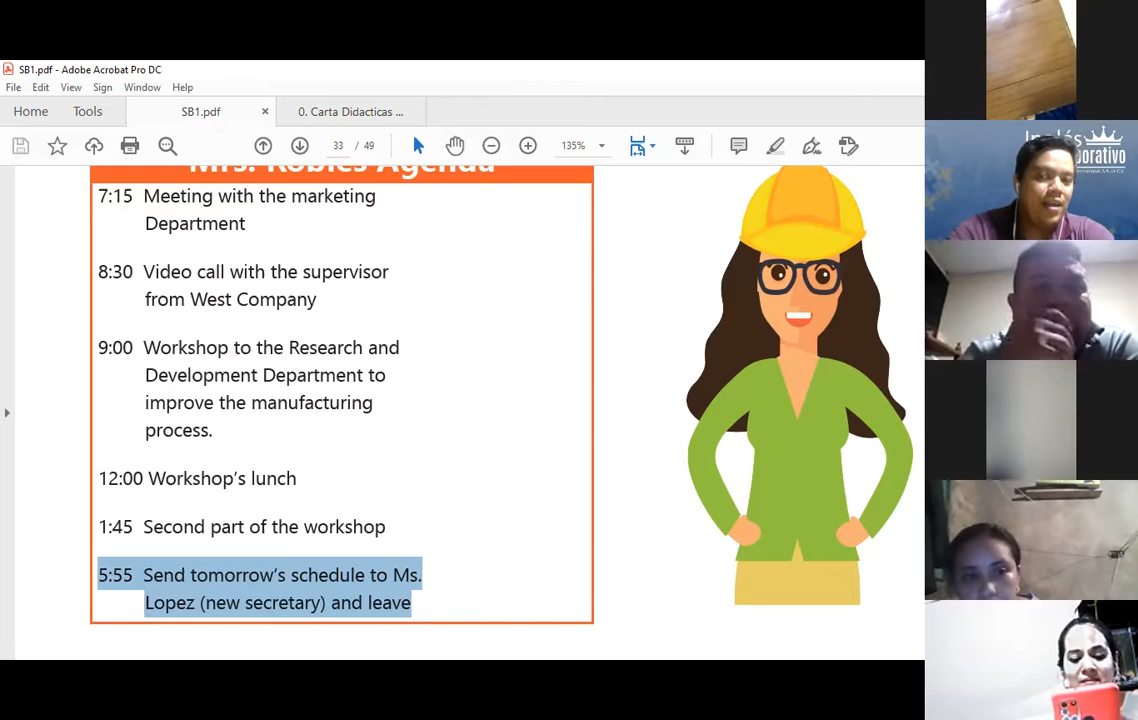 SB1.pdf - Adobe Acrobat Pro DC
File Edit View Sign Window Help
Home Tools SB1.pdf × 0. Carta Didacticas ...
33 / 49 135%
Mrs. Robles Agenda
7:15 Meeting with the marketing
Department
8:30 Video call with the supervisor
from West Company
9:00 Workshop to the Research and
Development Department to
improve the manufacturing
process.
12:00 Workshop's lunch
1:45 Second part of the workshop
5:55 Send tomorrow's schedule to Ms.
Lopez (new secretary) and leave